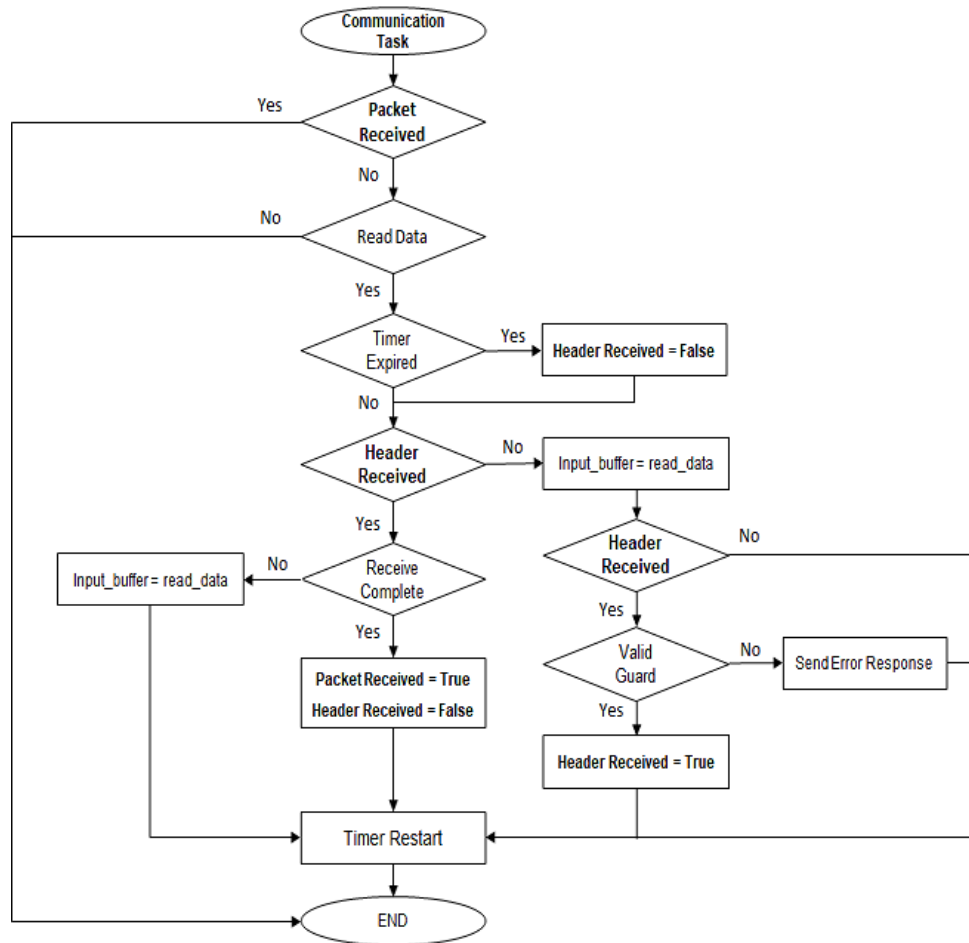 Communication
Task
Yes
Packet
Received
No
No
Read Data
Yes
Timer
Expired
Yes
Header Received = False
No
Header
Received
No
Input_buffer= read_data
Yes
Header
Received
No
Input_buffer= read_data
No
Receive
Complete
Yes
Yes
Valid
Guard
No
Send Error Response
Packet Received = True
Header Received = False
Yes
Header Received = True
Timer Restart
END